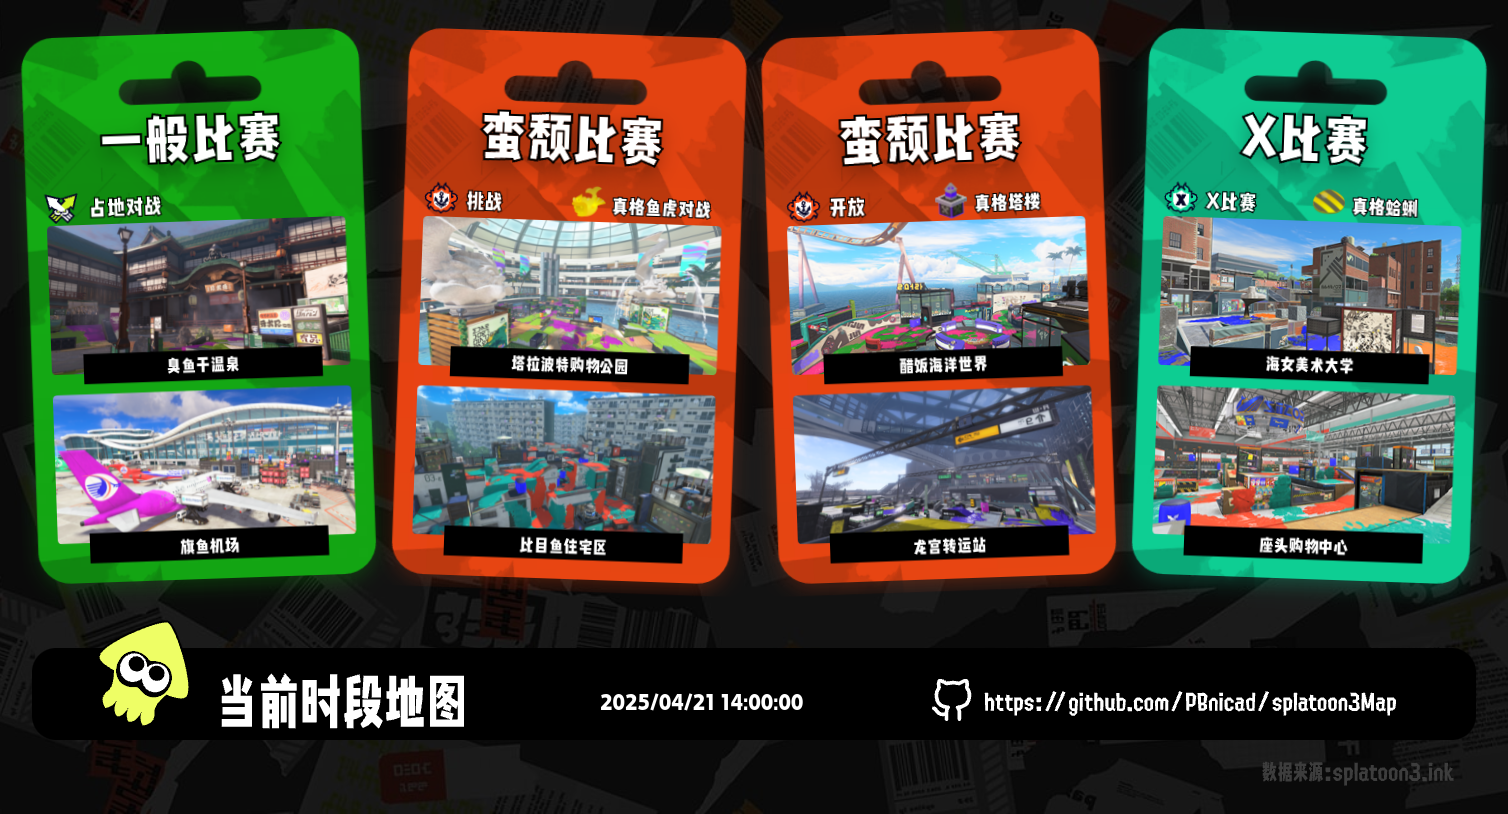 一般比赛
占地对战
臭鱼干温泉
旗鱼机场
蛮颓比赛
挑战
真格鱼虎对战
塔拉波特购物公园
比目鱼住宅区
蛮颓比赛
开放
真格塔楼
醋饭海洋世界
龙宫转运站
X比赛
X比赛
真格蛤蜊
海女美术大学
座头购物中心
当前时段地图
2025/04/21 14:00:00
https://github.com/PBnicad/splatoon3Map
数据来源:splatoon3.ink